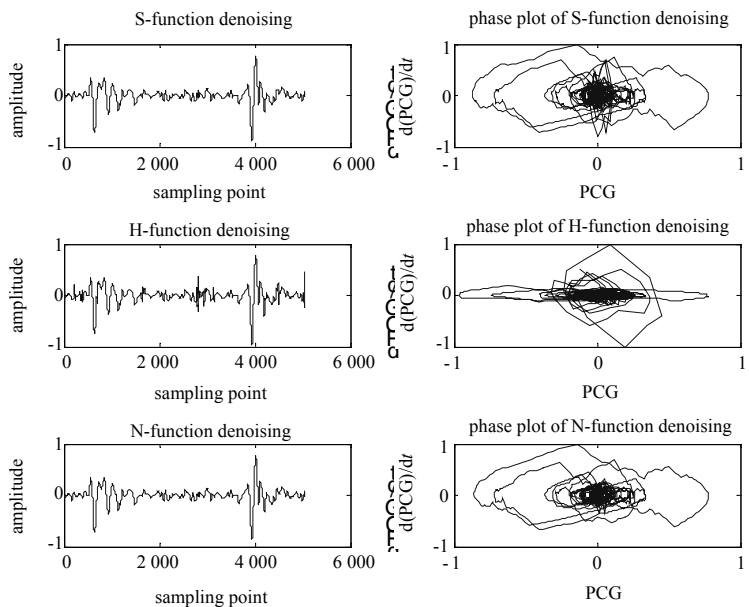 S-function denoising
amplitude
1
0
-1
0
2 000
4 000
6 000
sampling point
phase plot of S-function denoising
d(PCG)/dt
1
0
-1
-1
0
1
PCG
H-function denoising
amplitude
1
0
-1
0
2 000
4 000
6 000
sampling point
phase plot of H-function denoising
d(PCG)/dt
1
0
-1
-1
0
1
PCG
N-function denoising
amplitude
1
0
-1
0
2 000
4 000
6 000
sampling point
phase plot of N-function denoising
d(PCG)/dt
1
0
-1
-1
0
1
PCG